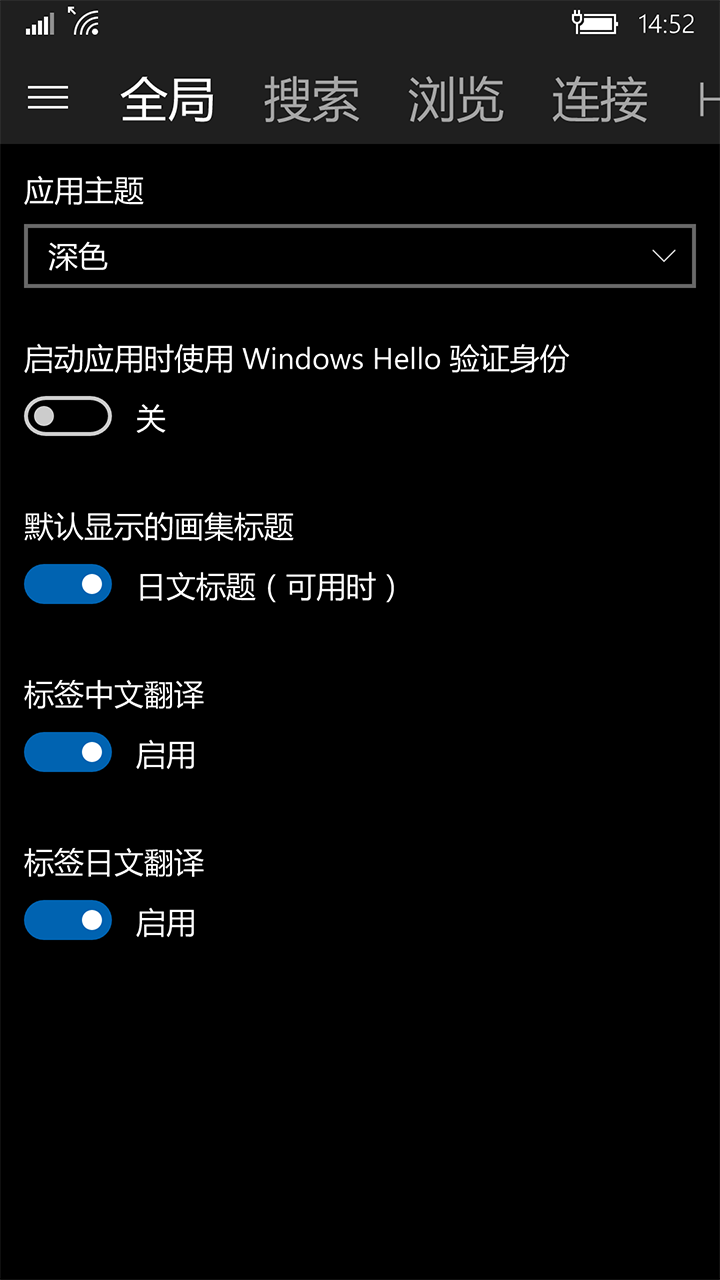 14:52
全局 搜索 浏览 连接
应用主题
深色
启动应用时使用 Windows Hello 验证身份
关
默认显示的画集标题
日文标题（可用时）
标签中文翻译
启用
标签日文翻译
启用